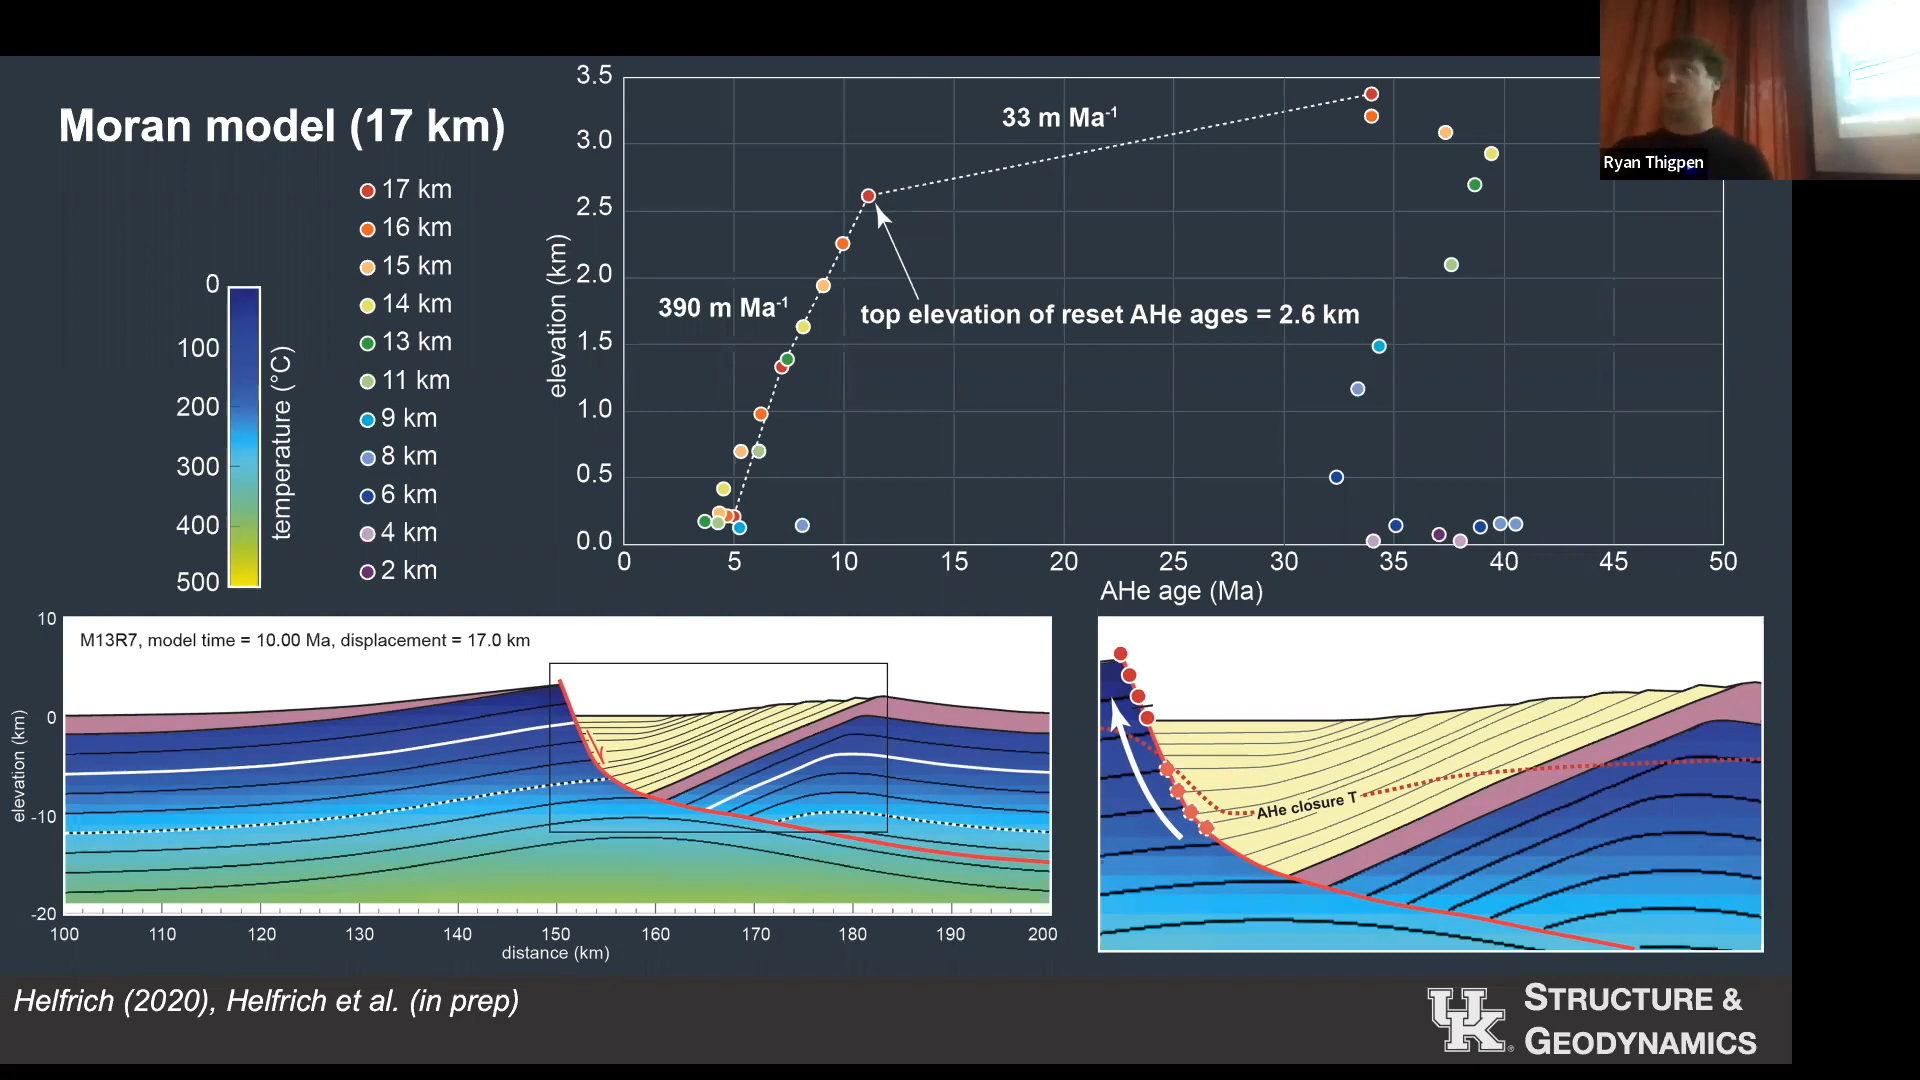 Moran model (17 km)
17 km
16 km
15 km
14 km
13 km
11 km
9 km
8 km
6 km
4 km
2 km
0
100
200
300
400
500
temperature (°C)
3.5
3.0
2.5
2.0
1.5
1.0
0.5
0.0
elevation (km)
33 m Ma-1
390 m Ma-1
top elevation of reset AHe ages = 2.6 km
0 5 10 15 20 25 30 35 40 45 50
AHe age (Ma)
Ryan Thigpen
M13R7, model time = 10.00 Ma, displacement = 17.0 km
10
0
-10
-20
elevation (km)
100 110 120 130 140 150 160 170 180 190 200
distance (km)
AHe closure T
Helfrich (2020), Helfrich et al. (in prep)
UK
STRUCTURE &
GEODYNAMICS